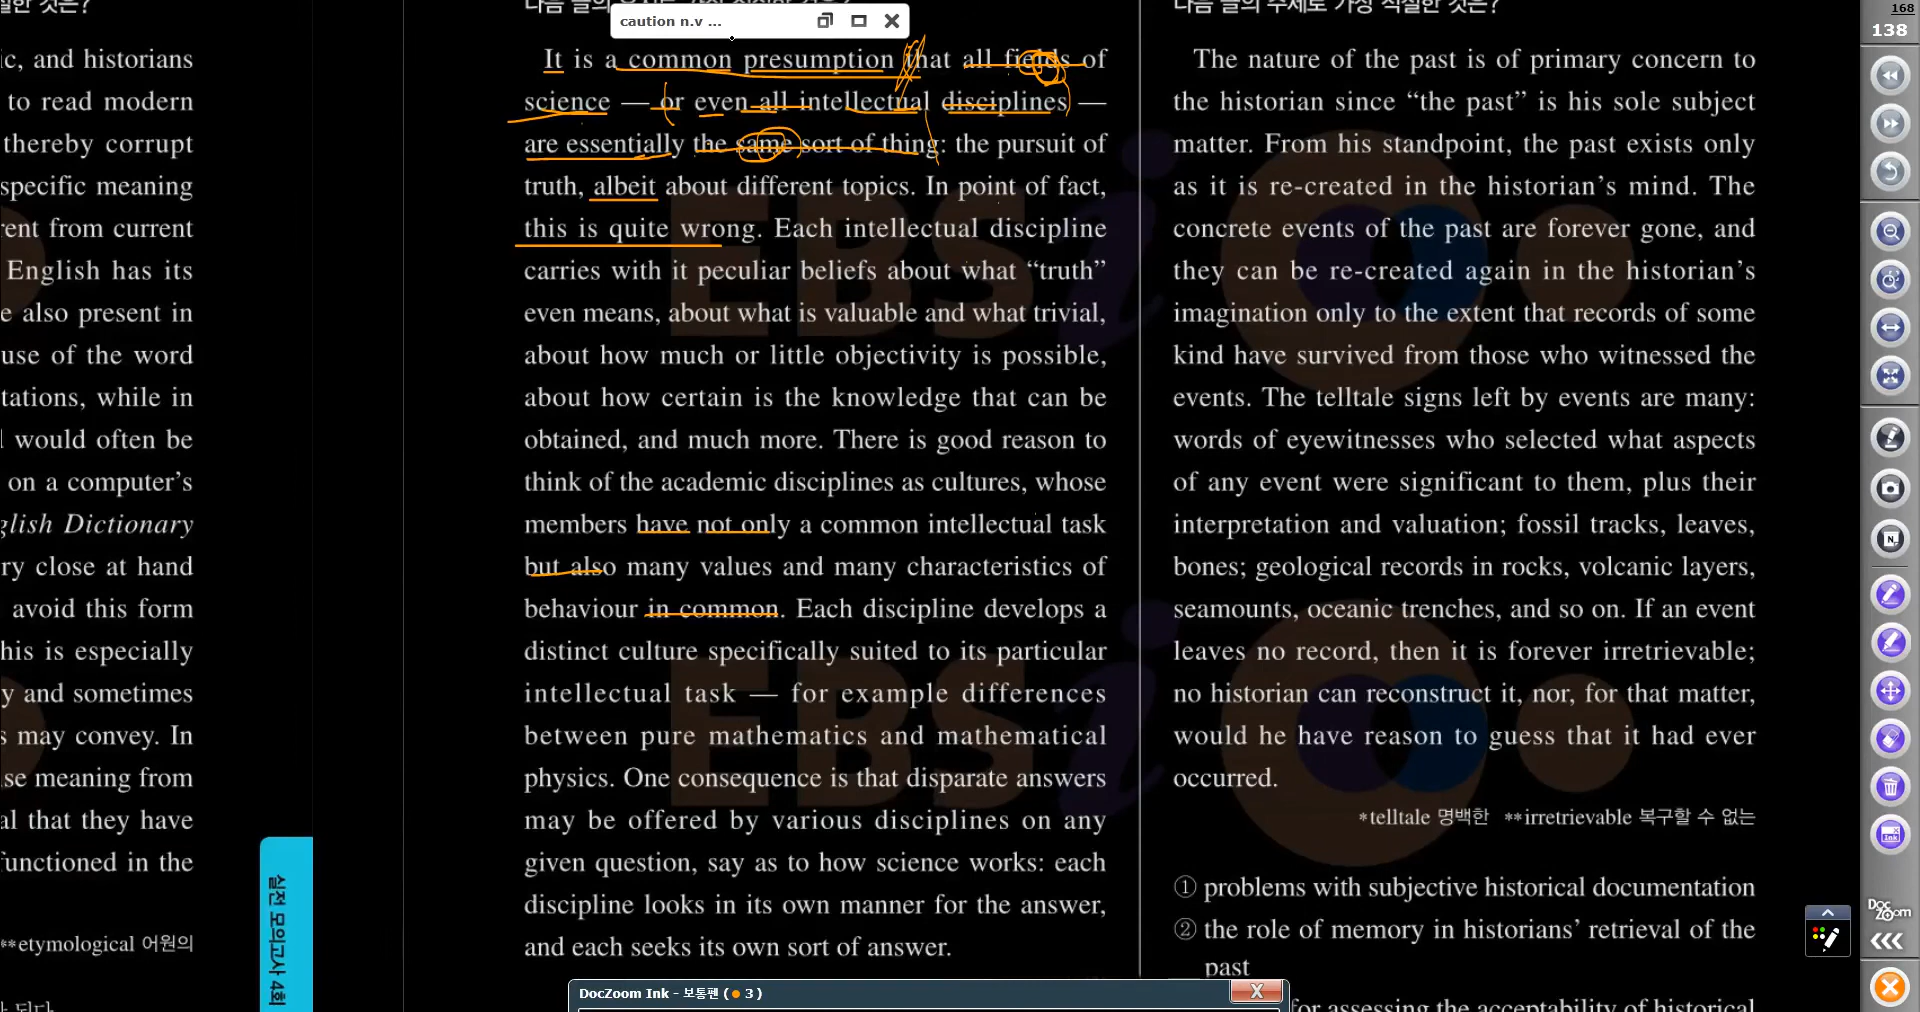 다음 글의
caution n.v ...
ic, and historians
to read modern
thereby corrupt
specific meaning
rent from current
English has its
e also present in
use of the word
tations, while in
would often be
on a computer's
glish Dictionary
ry close at hand
avoid this form
his is especially
y and sometimes
s may convey. In
se meaning from
al that they have
functioned in the
**etymological 어원의
실전 모의고사 4회
It is a common presumption that all fields of
science — or even all intellectual disciplines —
are essentially the same sort of thing: the pursuit of
truth, albeit about different topics. In point of fact,
this is quite wrong. Each intellectual discipline
carries with it peculiar beliefs about what “truth”
even means, about what is valuable and what trivial,
about how much or little objectivity is possible,
about how certain is the knowledge that can be
obtained, and much more. There is good reason to
think of the academic disciplines as cultures, whose
members have not only a common intellectual task
but also many values and many characteristics of
behaviour in common. Each discipline develops a
distinct culture specifically suited to its particular
intellectual task — for example differences
between pure mathematics and mathematical
physics. One consequence is that disparate answers
may be offered by various disciplines on any
given question, say as to how science works: each
discipline looks in its own manner for the answer,
and each seeks its own sort of answer.
DocZoom Ink - 보통펜 ( 3 )
다음 글의 주제로 가장 적절한 것은?
The nature of the past is of primary concern to
the historian since “the past” is his sole subject
matter. From his standpoint, the past exists only
as it is re-created in the historian's mind. The
concrete events of the past are forever gone, and
they can be re-created again in the historian's
imagination only to the extent that records of some
kind have survived from those who witnessed the
events. The telltale signs left by events are many:
words of eyewitnesses who selected what aspects
of any event were significant to them, plus their
interpretation and valuation; fossil tracks, leaves,
bones; geological records in rocks, volcanic layers,
seamounts, oceanic trenches, and so on. If an event
leaves no record, then it is forever irretrievable;
no historian can reconstruct it, nor, for that matter,
would he have reason to guess that it had ever
occurred.
*telltale 명백한 **irretrievable 복구할 수 없는
① problems with subjective historical documentation
② the role of memory in historians' retrieval of the
past
for assessing the acceptability of historical
EBSi
EBSi
168
138
Ink
Doc
Zoom